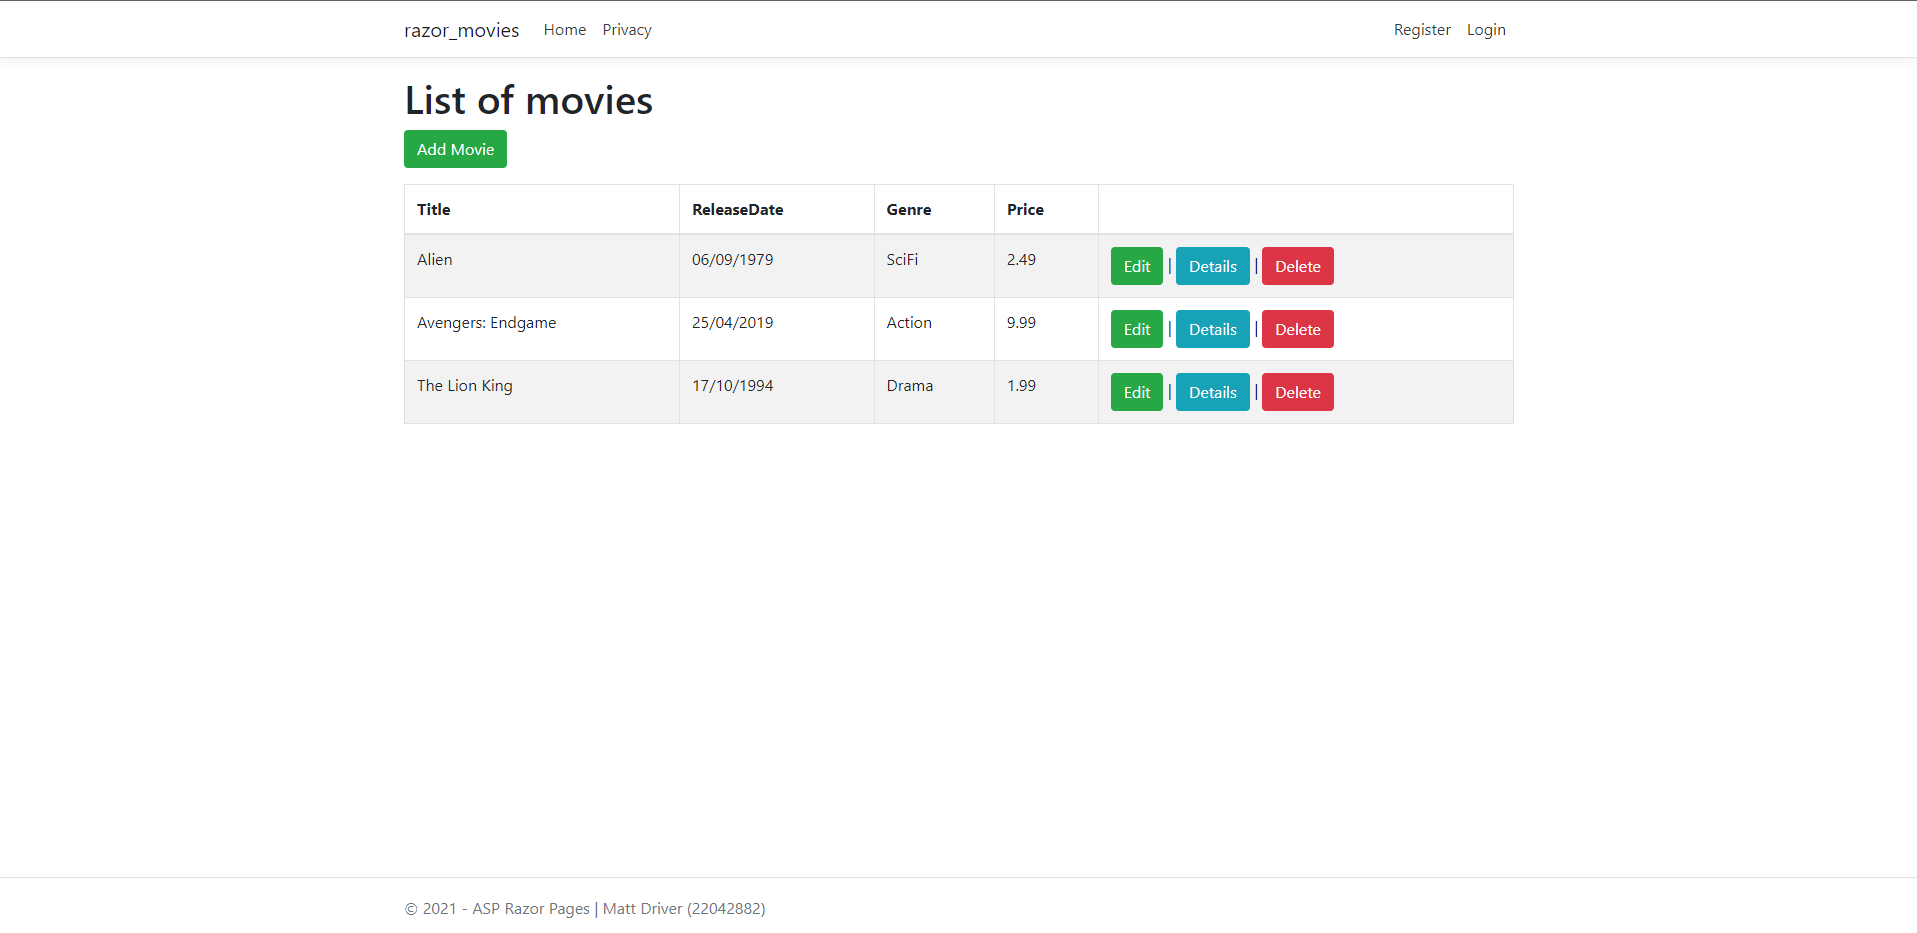 razor_movies Home Privacy Register Login
List of movies
Add Movie
Title ReleaseDate Genre Price
Alien 06/09/1979 SciFi 2.49 Edit | Details | Delete
Avengers: Endgame 25/04/2019 Action 9.99 Edit | Details | Delete
The Lion King 17/10/1994 Drama 1.99 Edit | Details | Delete
© 2021 - ASP Razor Pages | Matt Driver (22042882)